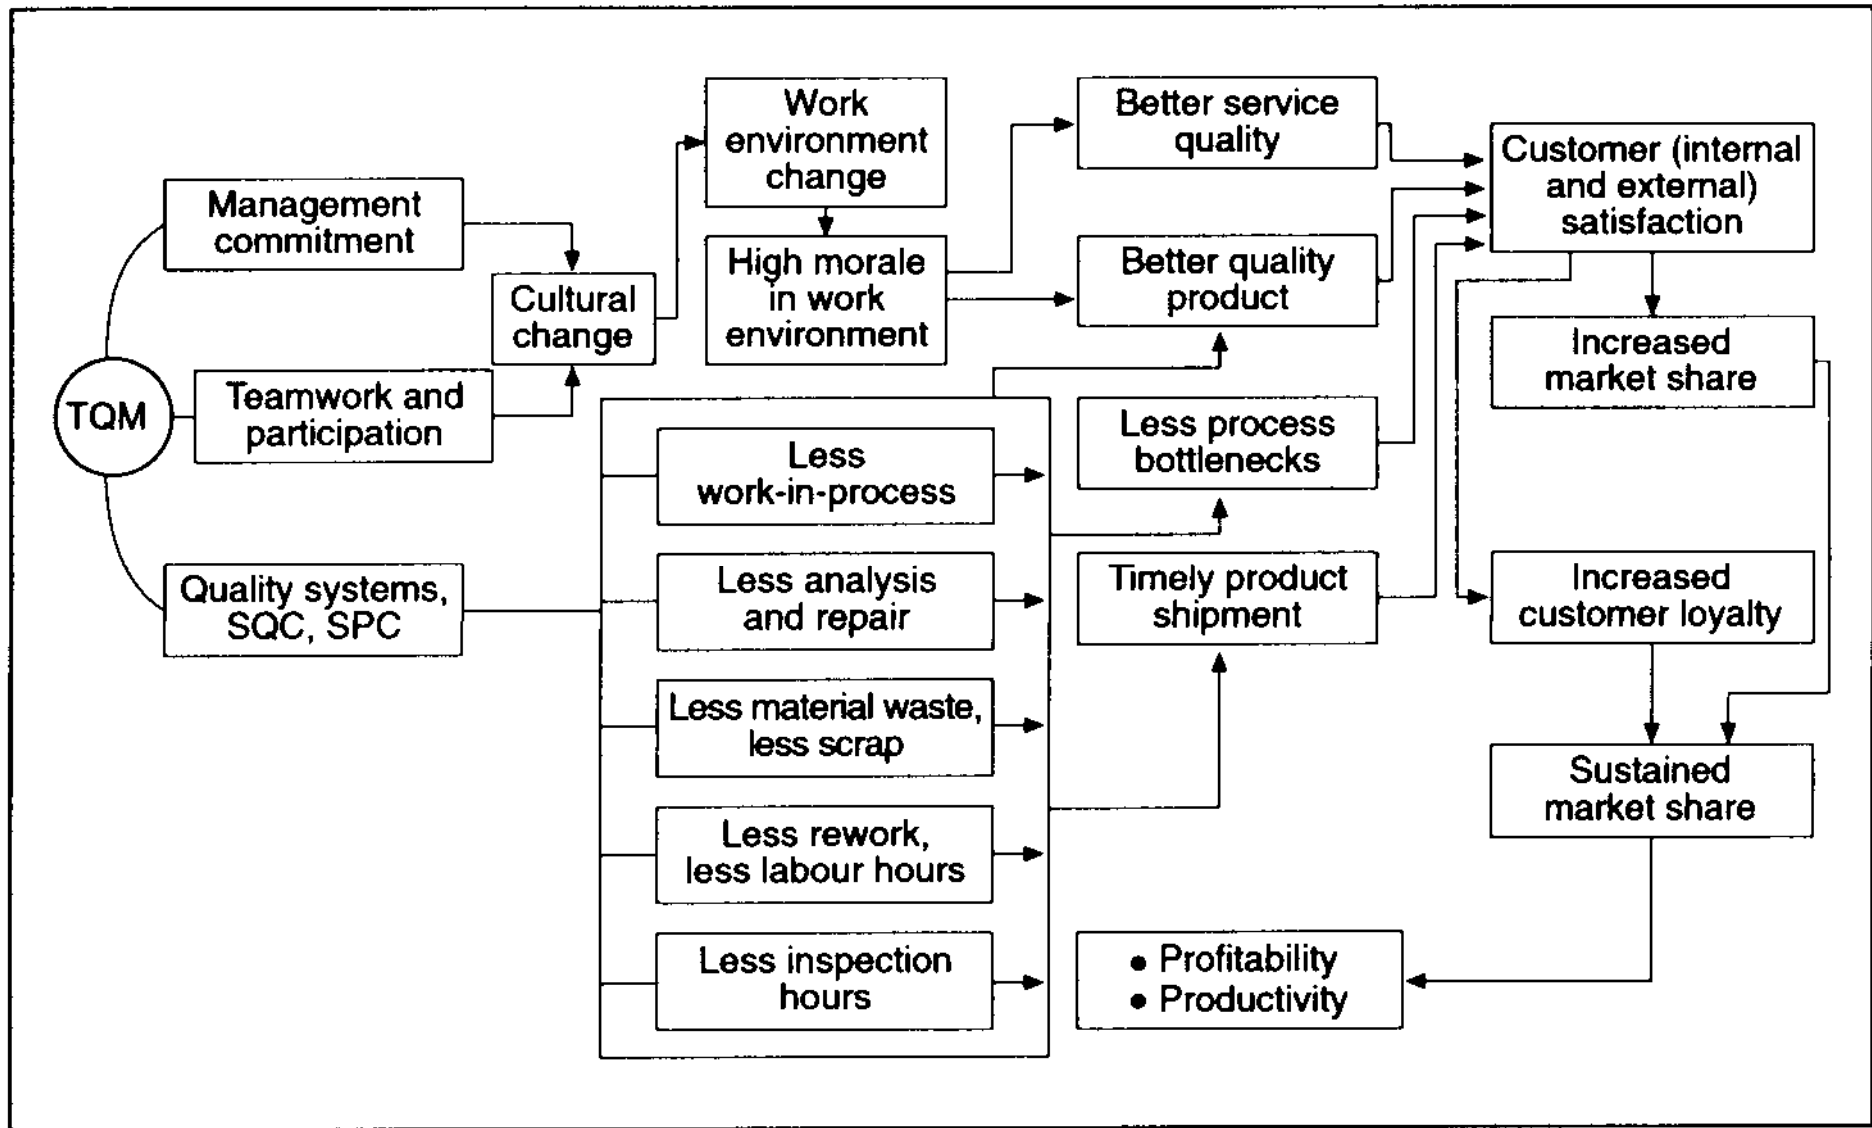 TQM
Management
commitment
Teamwork and
participation
Quality systems,
SQC, SPC
Cultural
change
Work
environment
change
High morale
in work
environment
Less
work-in-process
Less analysis
and repair
Less material waste,
less scrap
Less rework,
less labour hours
Less inspection
hours
Better service
quality
Better quality
product
Less process
bottlenecks
Timely product
shipment
• Profitability
• Productivity
Customer (internal
and external)
satisfaction
Increased
market share
Increased
customer loyalty
Sustained
market share